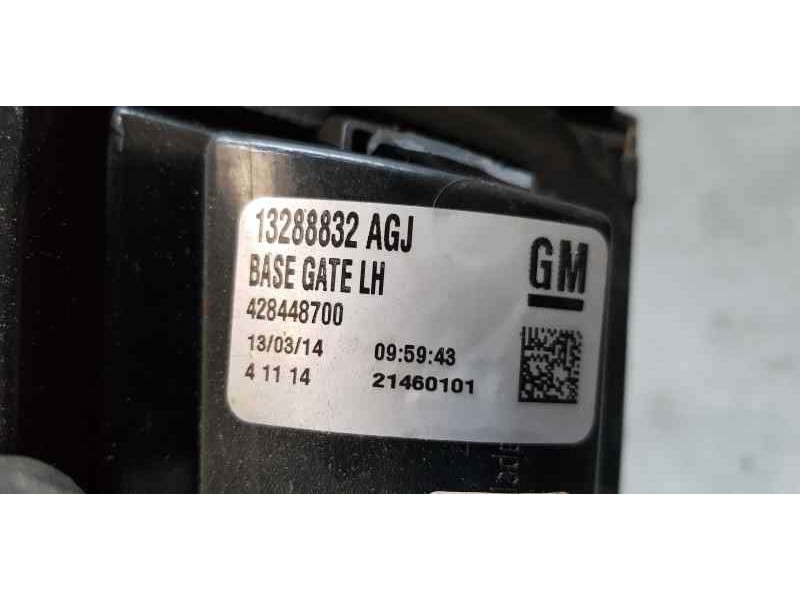 13288832 AGJ
BASE GATE LH
GM
428448700
13/03/14 09:59:43
4 11 14 21460101